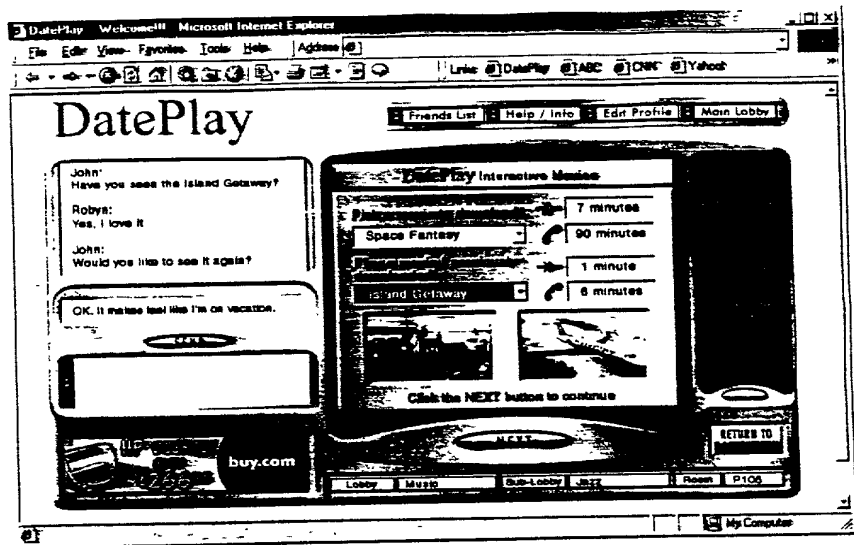 DatePlay - Welcome!!! - Microsoft Internet Explorer
File Edit View Favorites Tools Help Address
Links DatePlay ABC CNN Yahoo!
DatePlay
Friends List Help / Info Edit Profile Main Lobby
John:
Have you seen the Island Getaway?
Robyn:
Yes, I love it
John:
Would you like to see it again?
OK. It makes feel like I'm on vacation.
SEND
DatePlay Interactive Movies
7 minutes
Space Fantasy
90 minutes
1 minute
Island Getaway
6 minutes
Click the NEXT button to continue
NEXT
RETURN TO
buy.com
Lobby Music Sub-Lobby Jazz Room P106
My Computer